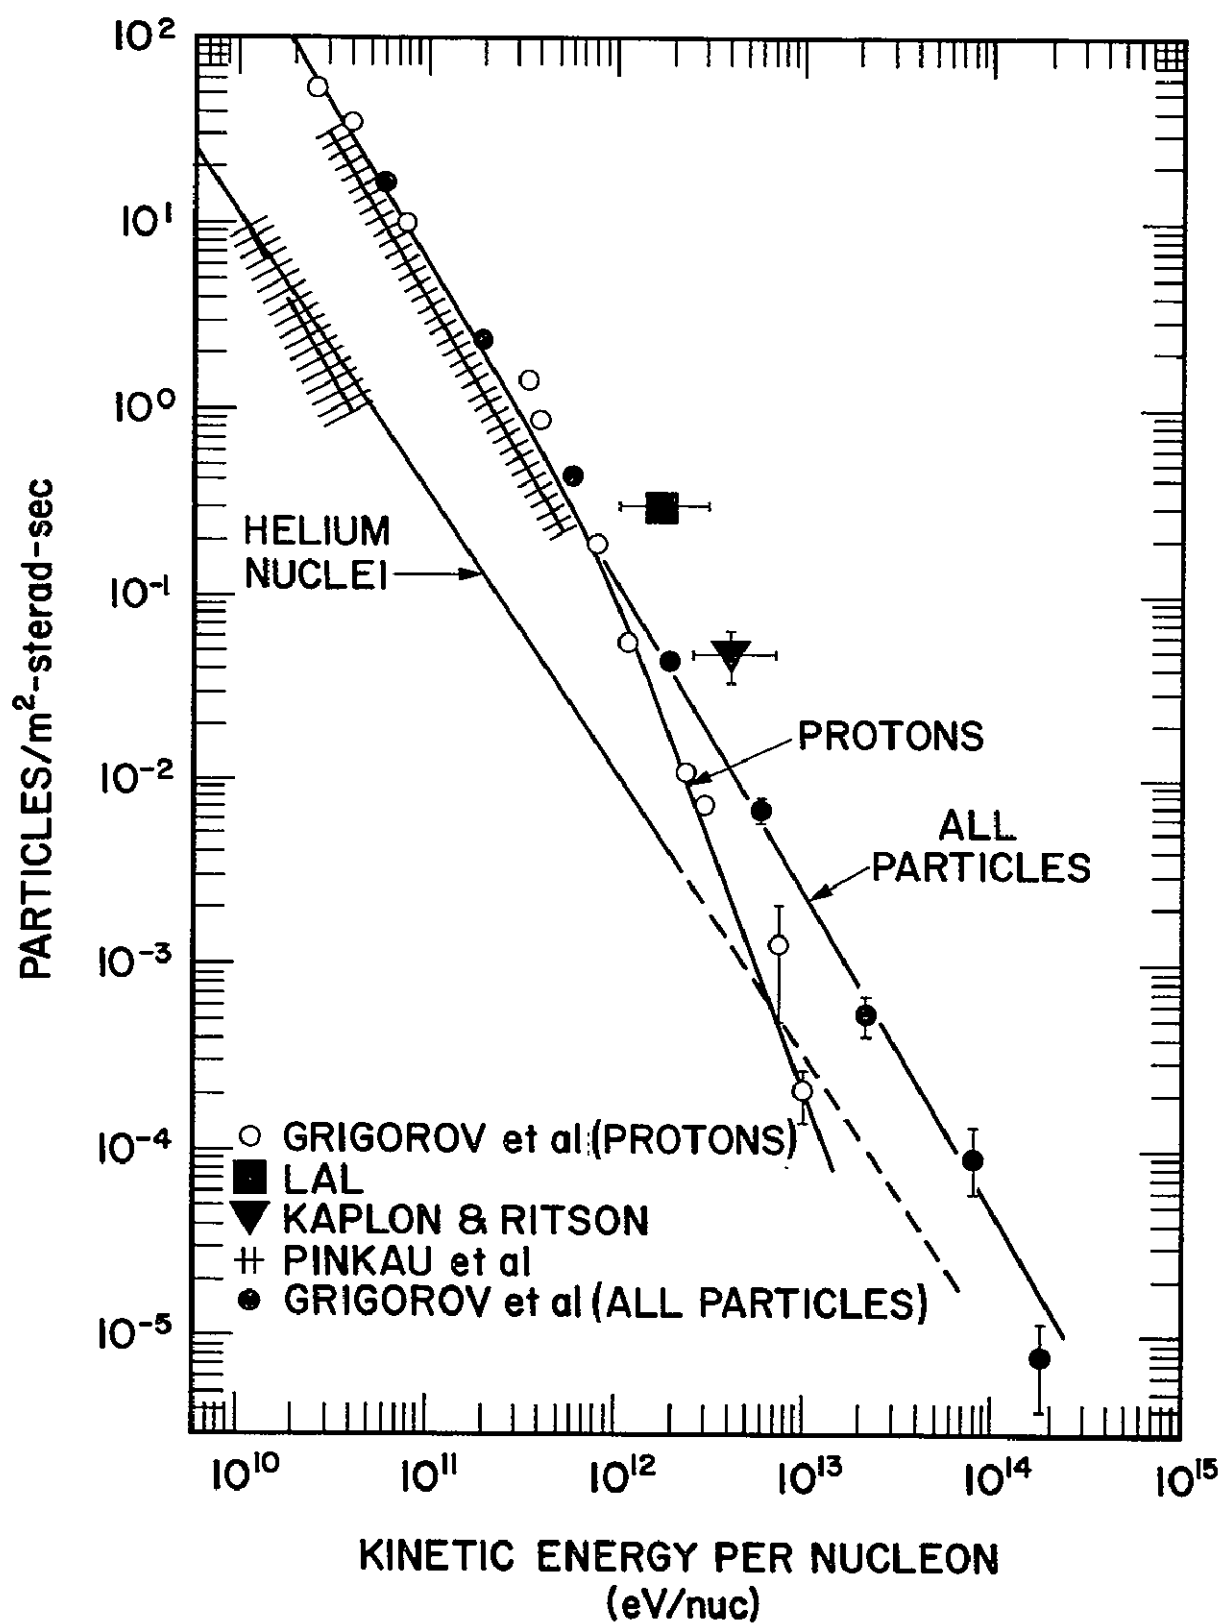 10²
10¹
10⁰
10⁻¹
10⁻²
10⁻³
10⁻⁴
10⁻⁵
PARTICLES/m²-sterad-sec
HELIUM
NUCLEI
PROTONS
ALL
PARTICLES
GRIGOROV et al (PROTONS)
LAL
KAPLON & RITSON
PINKAU et al
GRIGOROV et al (ALL PARTICLES)
10¹⁰ 10¹¹ 10¹² 10¹³ 10¹⁴ 10¹⁵
KINETIC ENERGY PER NUCLEON
(eV/nuc)